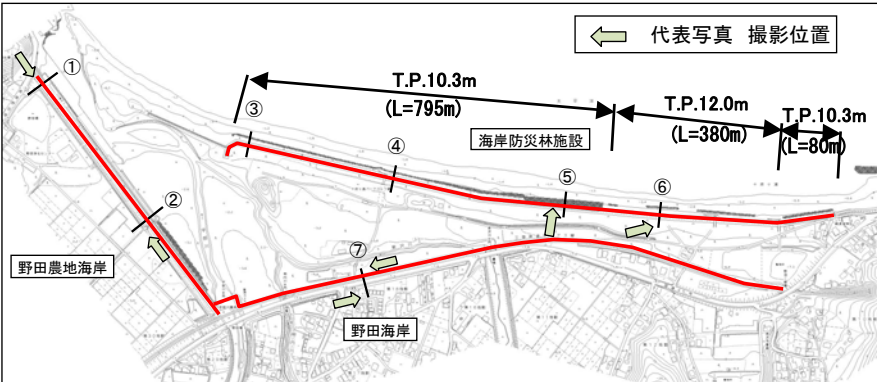 代表写真 撮影位置
T.P.10.3m
(L=795m)
T.P.12.0m
(L=380m)
T.P.10.3m
(L=80m)
海岸防災林施設
①
②
③
④
⑤
⑥
⑦
野田農地海岸
野田海岸